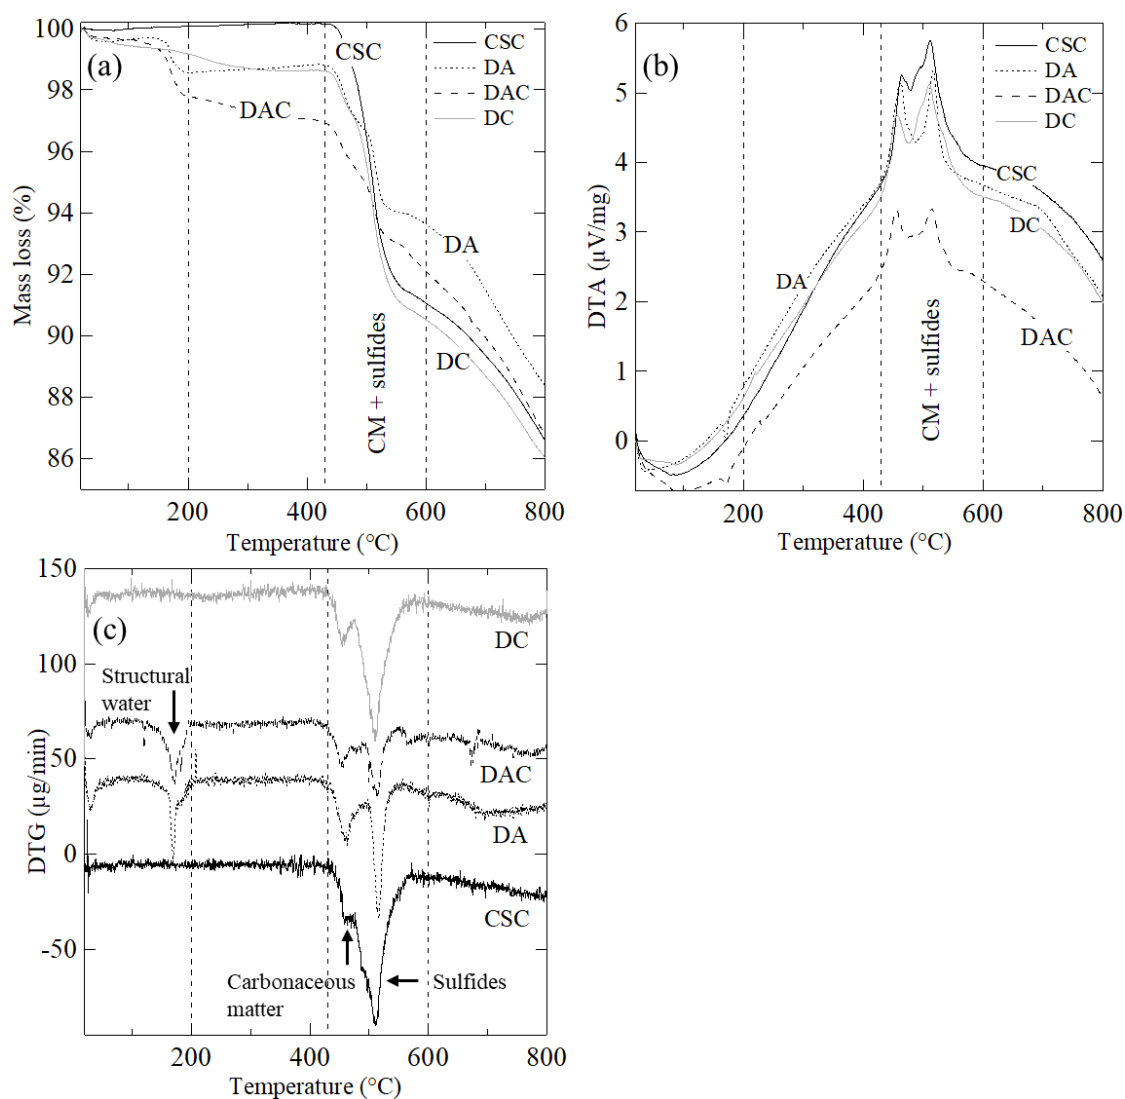 100
98
96
94
92
90
88
86
Mass loss (%)
(a)
CSC
DA
DAC
DC
CSC
DAC
DA
DC
CM + sulfides
200
400
600
800
Temperature (°C)
6
5
4
3
2
1
0
DTA (µV/mg)
(b)
CSC
DA
DAC
DC
CSC
DC
DA
DAC
CM + sulfides
200
400
600
800
Temperature (°C)
150
100
50
0
-50
DTG (µg/min)
(c)
DC
Structural
water
DAC
DA
CSC
Carbonaceous
matter
Sulfides
200
400
600
800
Temperature (°C)